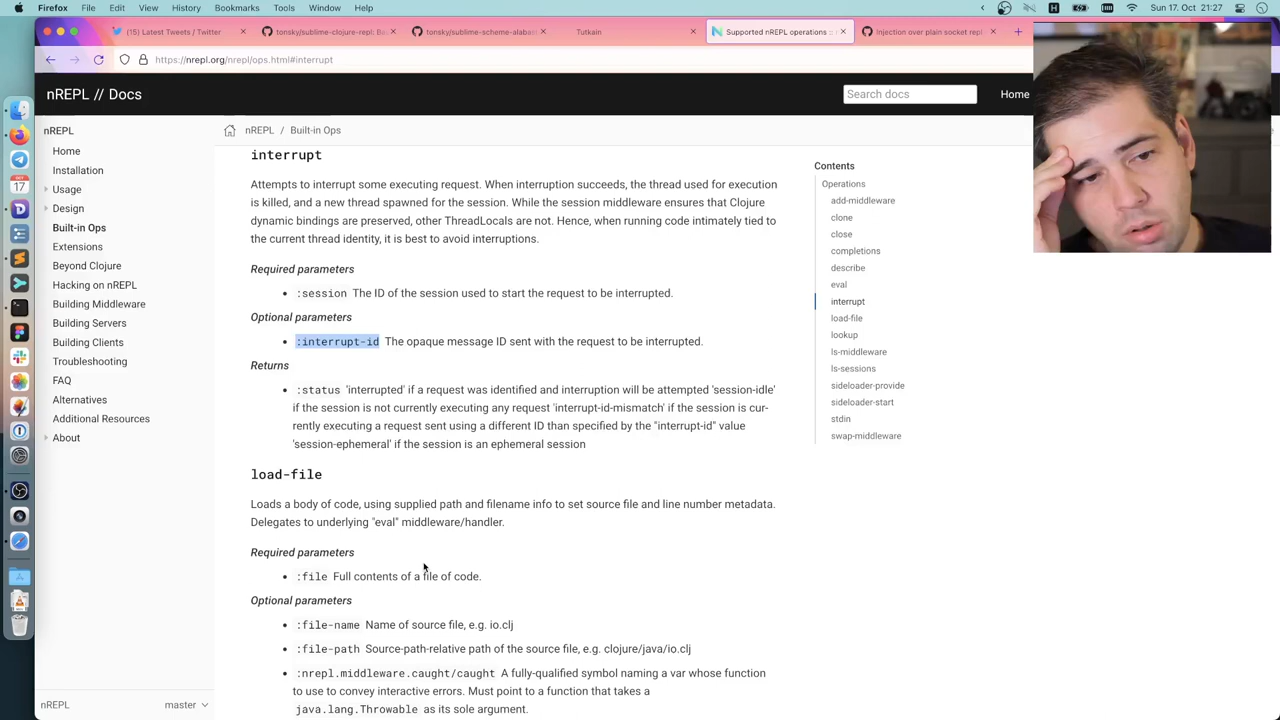 Firefox File Edit View History Bookmarks Tools Window Help
Sun, 17. Oct 21:27
(15) Latest Tweets / Twitter
tonsky/sublime-clojure-repl: Ba
tonsky/sublime-scheme-alabast
Tutkain
Supported nREPL operations ::
Injection over plain socket repl
https://nrepl.org/nrepl/ops.html#interrupt
nREPL // Docs
Search docs
Home
nREPL
Home
Installation
Usage
Design
Built-in Ops
Extensions
Beyond Clojure
Hacking on nREPL
Building Middleware
Building Servers
Building Clients
Troubleshooting
FAQ
Alternatives
Additional Resources
About
nREPL
master
OCT
17
nREPL / Built-in Ops
interrupt
Attempts to interrupt some executing request. When interruption succeeds, the thread used for execution
is killed, and a new thread spawned for the session. While the session middleware ensures that Clojure
dynamic bindings are preserved, other ThreadLocals are not. Hence, when running code intimately tied to
the current thread identity, it is best to avoid interruptions.
Required parameters
• :session The ID of the session used to start the request to be interrupted.
Optional parameters
• :interrupt-id The opaque message ID sent with the request to be interrupted.
Returns
• :status 'interrupted' if a request was identified and interruption will be attempted 'session-idle'
if the session is not currently executing any request 'interrupt-id-mismatch' if the session is cur-
rently executing a request sent using a different ID than specified by the "interrupt-id" value
'session-ephemeral' if the session is an ephemeral session
load-file
Loads a body of code, using supplied path and filename info to set source file and line number metadata.
Delegates to underlying "eval" middleware/handler.
Required parameters
• :file Full contents of a file of code.
Optional parameters
• :file-name Name of source file, e.g. io.clj
• :file-path Source-path-relative path of the source file, e.g. clojure/java/io.clj
• :nrepl.middleware.caught/caught A fully-qualified symbol naming a var whose function
to use to convey interactive errors. Must point to a function that takes a
java.lang.Throwable as its sole argument.
Contents
Operations
add-middleware
clone
close
completions
describe
eval
interrupt
load-file
lookup
ls-middleware
ls-sessions
sideloader-provide
sideloader-start
stdin
swap-middleware